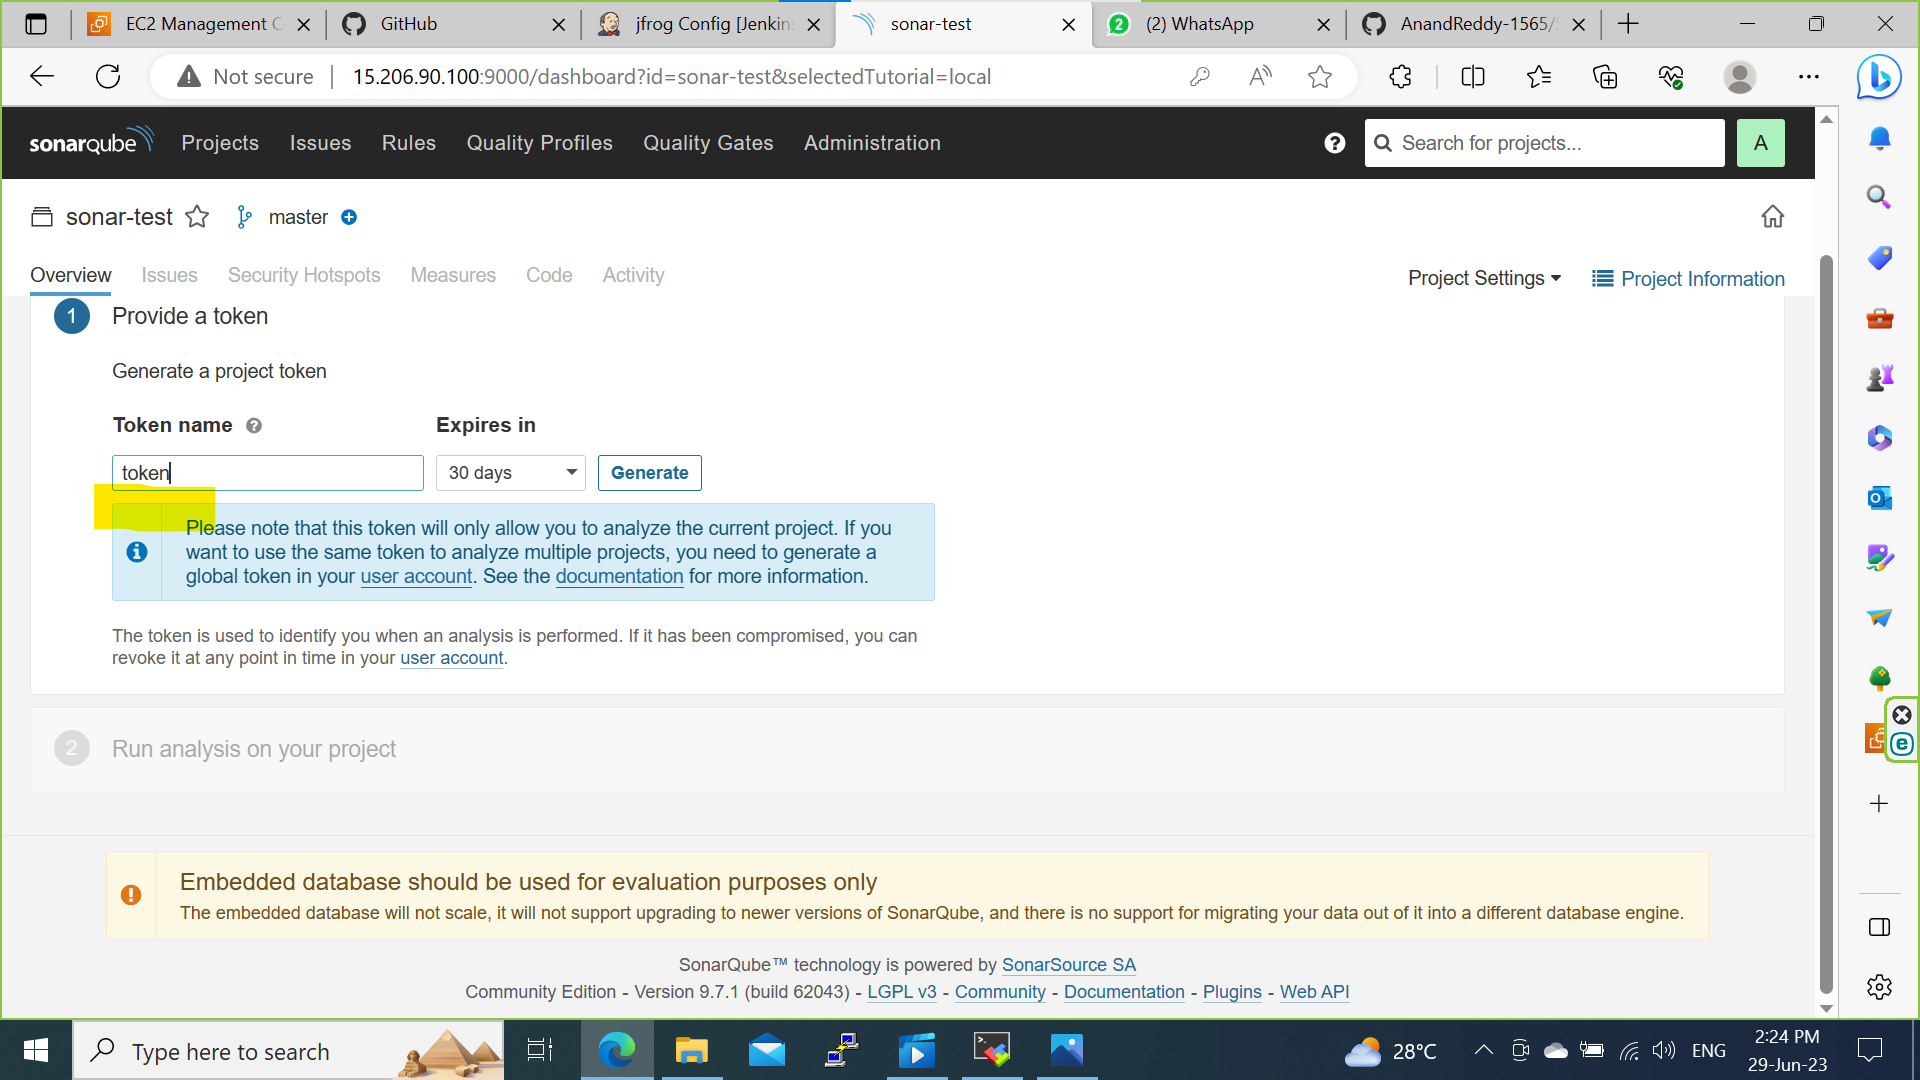 EC2 Management C
GitHub
jfrog Config [Jenkin
sonar-test
(2) WhatsApp
AnandReddy-1565/
Not secure
15.206.90.100:9000/dashboard?id=sonar-test&selectedTutorial=local
sonarqube
Projects
Issues
Rules
Quality Profiles
Quality Gates
Administration
Search for projects...
A
sonar-test
master
Overview
Issues
Security Hotspots
Measures
Code
Activity
Project Settings
Project Information
1
Provide a token
Generate a project token
Token name
Expires in
token
30 days
Generate
Please note that this token will only allow you to analyze the current project. If you
want to use the same token to analyze multiple projects, you need to generate a
global token in your user account. See the documentation for more information.
The token is used to identify you when an analysis is performed. If it has been compromised, you can
revoke it at any point in time in your user account.
2
Run analysis on your project
Embedded database should be used for evaluation purposes only
The embedded database will not scale, it will not support upgrading to newer versions of SonarQube, and there is no support for migrating your data out of it into a different database engine.
SonarQube™ technology is powered by SonarSource SA
Community Edition - Version 9.7.1 (build 62043) - LGPL v3 - Community - Documentation - Plugins - Web API
Type here to search
28°C
ENG
2:24 PM
29-Jun-23